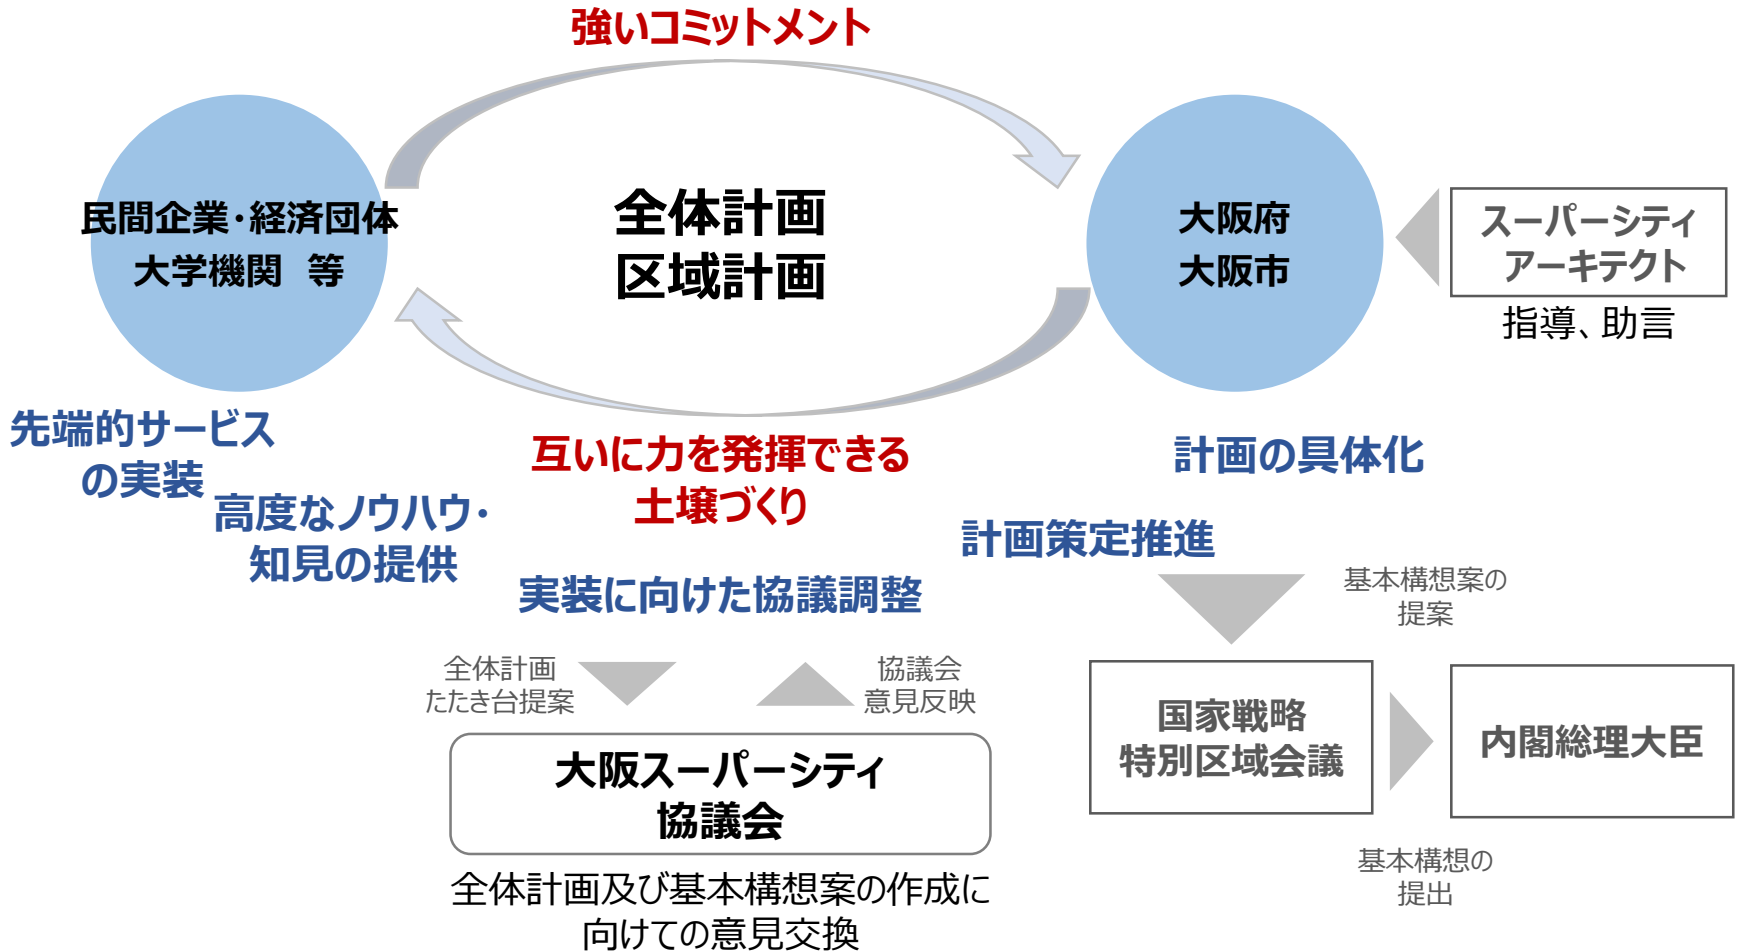 強いコミットメント
民間企業・経済団体
大学機関　等
全体計画
区域計画
大阪府
大阪市
スーパーシティ
アーキテクト
指導、助言
先端的サービス
の実装
高度なノウハウ・
知見の提供
互いに力を発揮できる
土壌づくり
計画の具体化
計画策定推進
実装に向けた協議調整
基本構想案の
提案
全体計画
たたき台提案
協議会
意見反映
大阪スーパーシティ
協議会
全体計画及び基本構想案の作成に
向けての意見交換
国家戦略
特別区域会議
内閣総理大臣
基本構想の
提出